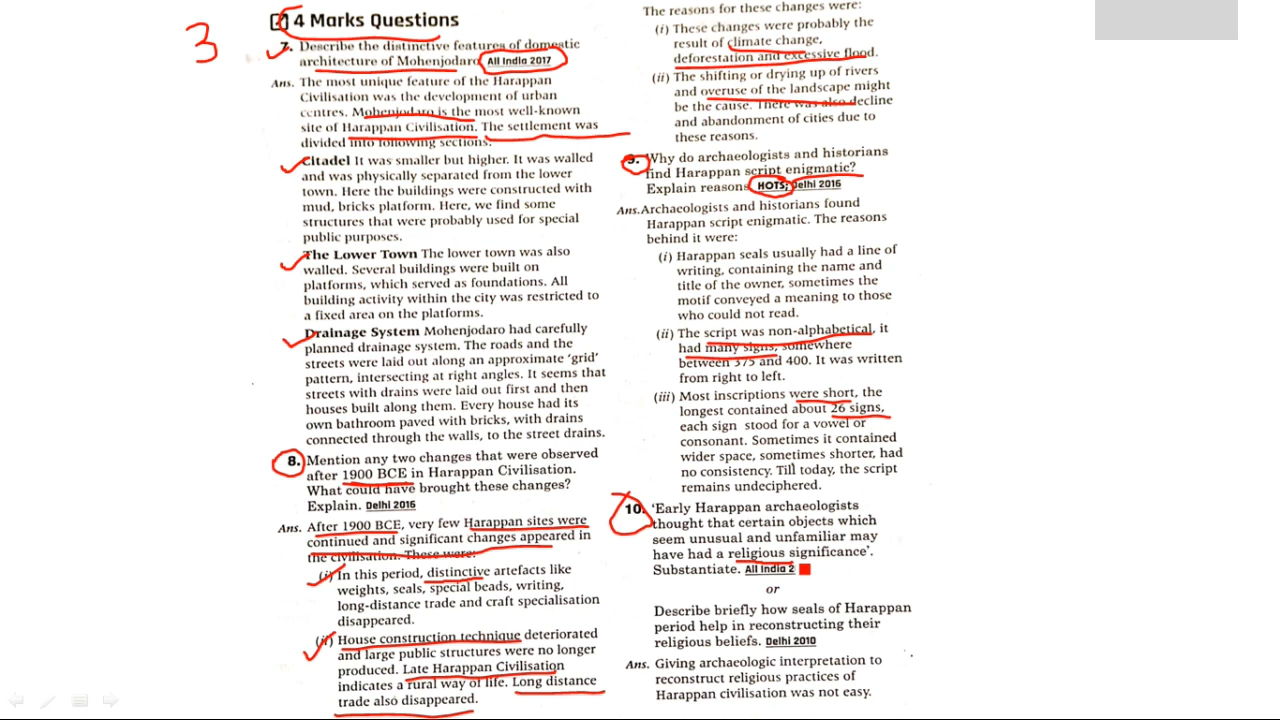 3
4 Marks Questions
7. Describe the distinctive features of domestic
architecture of Mohenjodaro. All India 2017
Ans. The most unique feature of the Harappan
Civilisation was the development of urban
centres. Mohenjodaro is the most well-known
site of Harappan Civilisation. The settlement was
divided into following sections:
Citadel It was smaller but higher. It was walled
and was physically separated from the lower
town. Here the buildings were constructed with
mud, bricks platform. Here, we find some
structures that were probably used for special
public purposes.
The Lower Town The lower town was also
walled. Several buildings were built on
platforms, which served as foundations. All
building activity within the city was restricted to
a fixed area on the platforms.
Drainage System Mohenjodaro had carefully
planned drainage system. The roads and the
streets were laid out along an approximate ‘grid’
pattern, intersecting at right angles. It seems that
streets with drains were laid out first and then
houses built along them. Every house had its
own bathroom paved with bricks, with drains
connected through the walls, to the street drains.
8. Mention any two changes that were observed
after 1900 BCE in Harappan Civilisation.
What could have brought these changes?
Explain. Delhi 2016
Ans. After 1900 BCE, very few Harappan sites were
continued and significant changes appeared in
the civilisation. These were:
(i) In this period, distinctive artefacts like
weights, seals, special beads, writing,
long-distance trade and craft specialisation
disappeared.
(ii) House construction technique deteriorated
and large public structures were no longer
produced. Late Harappan Civilisation
indicates a rural way of life. Long distance
trade also disappeared.
The reasons for these changes were:
(i) These changes were probably the
result of climate change,
deforestation and excessive flood.
(ii) The shifting or drying up of rivers
and overuse of the landscape might
be the cause. There was also decline
and abandonment of cities due to
these reasons.
9. Why do archaeologists and historians
find Harappan script enigmatic?
Explain reasons HOTS; Delhi 2016
Ans. Archaeologists and historians found
Harappan script enigmatic. The reasons
behind it were:
(i) Harappan seals usually had a line of
writing, containing the name and
title of the owner, sometimes the
motif conveyed a meaning to those
who could not read.
(ii) The script was non-alphabetical, it
had many signs, somewhere
between 375 and 400. It was written
from right to left.
(iii) Most inscriptions were short, the
longest contained about 26 signs,
each sign stood for a vowel or
consonant. Sometimes it contained
wider space, sometimes shorter, had
no consistency. Till today, the script
remains undeciphered.
10. ‘Early Harappan archaeologists
thought that certain objects which
seem unusual and unfamiliar may
have had a religious significance’.
Substantiate. All India 2
or
Describe briefly how seals of Harappan
period help in reconstructing their
religious beliefs. Delhi 2010
Ans. Giving archaeologic interpretation to
reconstruct religious practices of
Harappan civilisation was not easy.